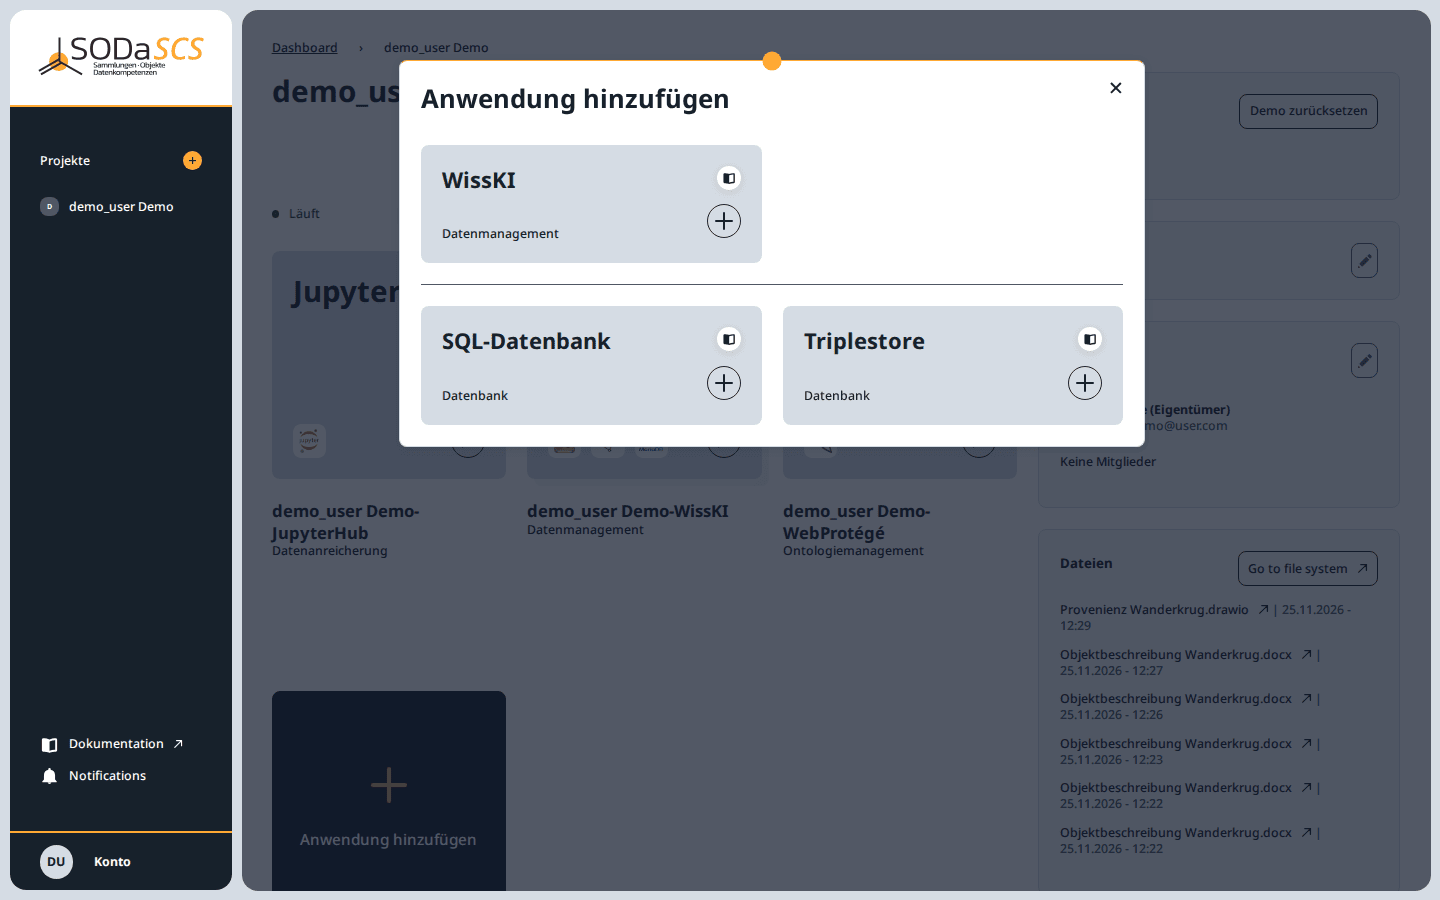 SODaSCS
Sammlungen · Objekte
Datenkompetenzen
Projekte
D
demo_user Demo
Dokumentation
Notifications
DU
Konto
Dashboard › demo_user Demo
demo_us
Läuft
Demo zurücksetzen
Anwendung hinzufügen
WissKI
Datenmanagement
SQL-Datenbank
Datenbank
Triplestore
Datenbank
Jupyter
demo_user Demo-
JupyterHub
Datenanreicherung
demo_user Demo-WissKI
Datenmanagement
demo_user Demo-
WebProtégé
Ontologiemanagement
Anwendung hinzufügen
(Eigentümer)
mo@user.com
Keine Mitglieder
Dateien
Go to file system
Provenienz Wanderkrug.drawio | 25.11.2026 -
12:29
Objektbeschreibung Wanderkrug.docx |
25.11.2026 - 12:27
Objektbeschreibung Wanderkrug.docx |
25.11.2026 - 12:26
Objektbeschreibung Wanderkrug.docx |
25.11.2026 - 12:23
Objektbeschreibung Wanderkrug.docx |
25.11.2026 - 12:22
Objektbeschreibung Wanderkrug.docx |
25.11.2026 - 12:22